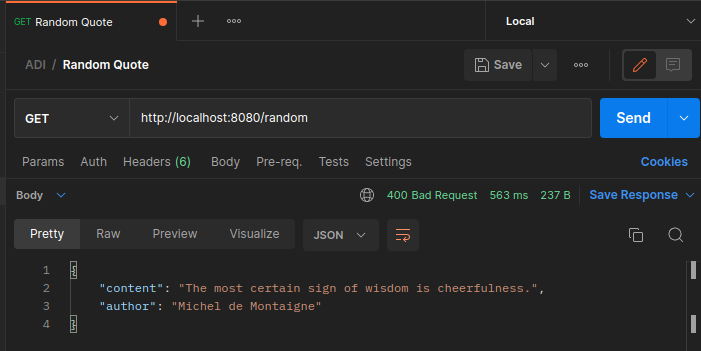 GET Random Quote
Local
ADI / Random Quote
Save
GET http://localhost:8080/random Send
Params Auth Headers (6) Body Pre-req. Tests Settings Cookies
Body 400 Bad Request 563 ms 237 B Save Response
Pretty Raw Preview Visualize JSON
1 {
2 "content": "The most certain sign of wisdom is cheerfulness.",
3 "author": "Michel de Montaigne"
4 }